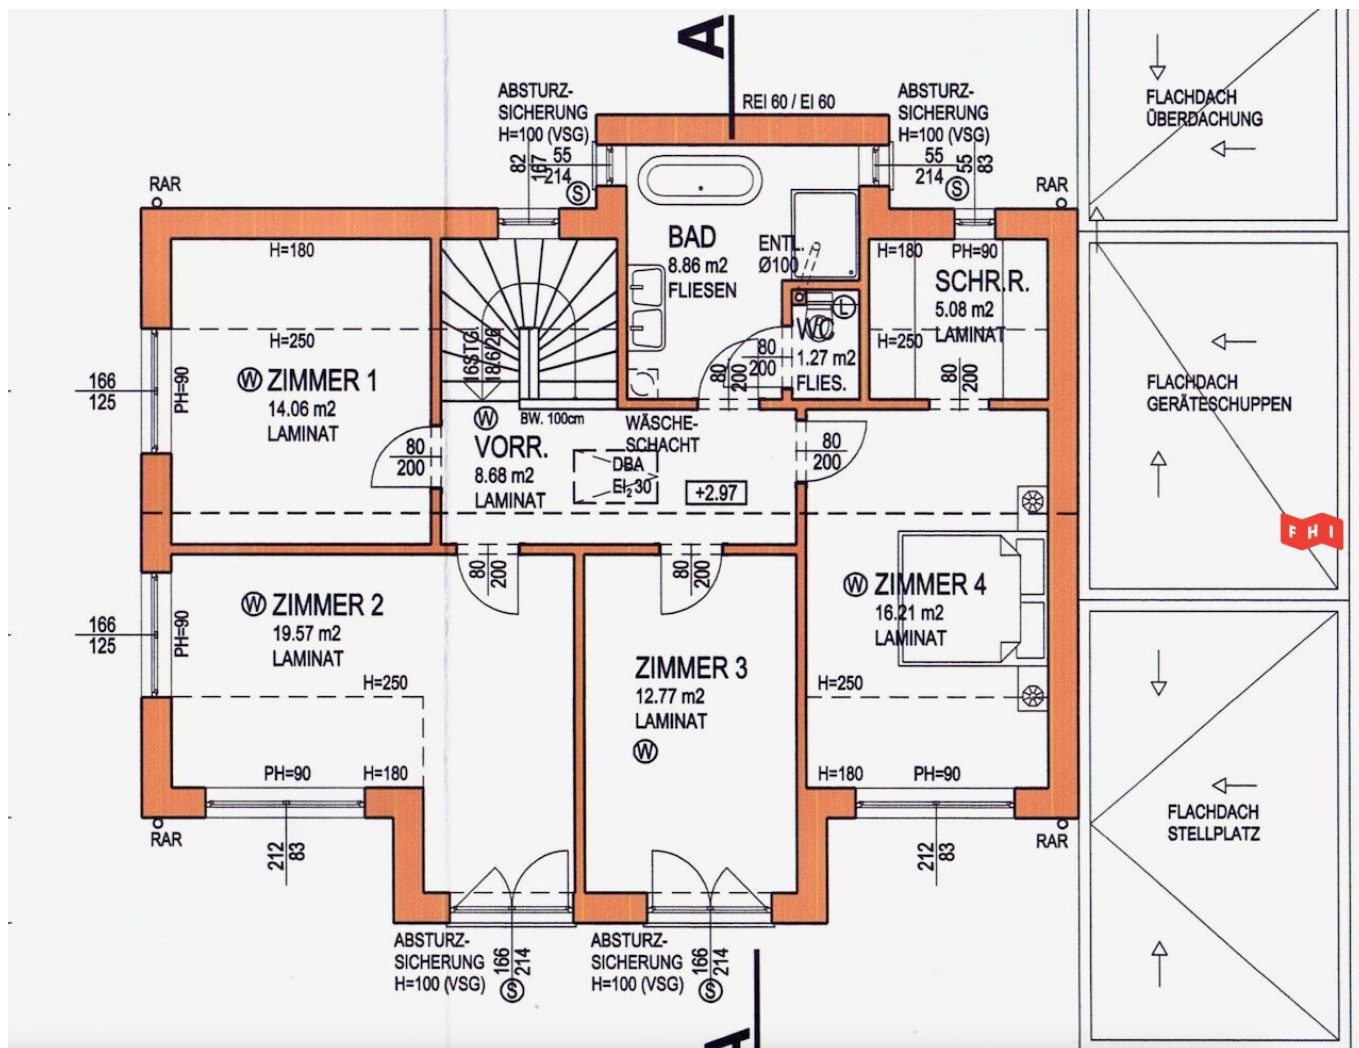 A
ABSTURZ-
SICHERUNG
H=100 (VSG)
REI 60 / EI 60
ABSTURZ-
SICHERUNG
H=100 (VSG)
FLACHDACH
ÜBERDACHUNG
82
167
55
214
S
55
214
S
55
83
RAR
RAR
H=180
BAD
8.86 m2
FLIESEN
ENTL.
Ø100
H=180
PH=90
SCHR.R.
5.08 m2
LAMINAT
H=250
H=250
16STG.
18.6/26
L
WC
1.27 m2
FLIES.
80
200
80
200
80
200
166
125
PH=90
W ZIMMER 1
14.06 m2
LAMINAT
FLACHDACH
GERÄTESCHUPPEN
BW. 100cm
W
VORR.
8.68 m2
LAMINAT
WÄSCHE-
SCHACHT
DBA
EI₂30
+2.97
80
200
80
200
FHI
80
200
80
200
166
125
PH=90
W ZIMMER 2
19.57 m2
LAMINAT
W ZIMMER 4
16.21 m2
LAMINAT
ZIMMER 3
12.77 m2
LAMINAT
W
H=250
H=250
PH=90
H=180
H=180
PH=90
FLACHDACH
STELLPLATZ
RAR
RAR
212
83
212
83
ABSTURZ-
SICHERUNG
H=100 (VSG)
166
214
S
ABSTURZ-
SICHERUNG
H=100 (VSG)
166
214
S
A